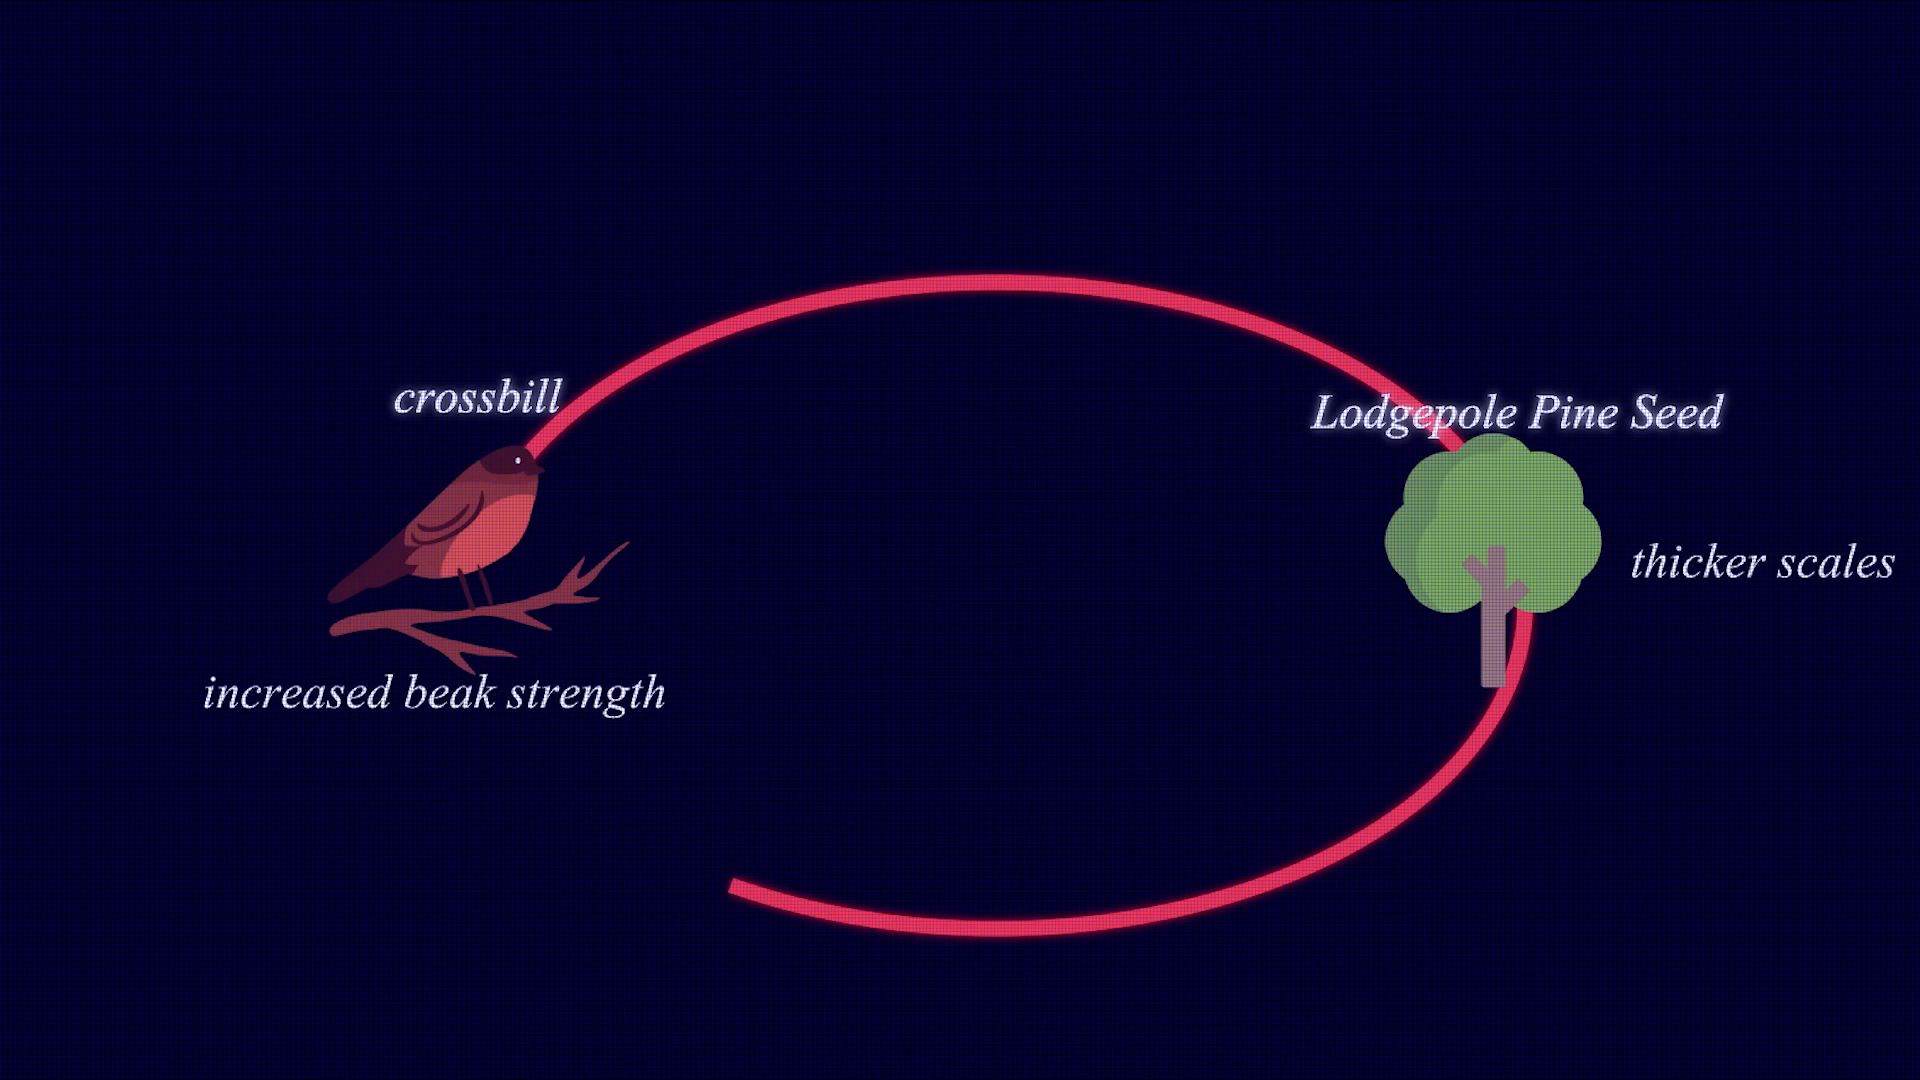 crossbill
Lodgepole Pine Seed
thicker scales
increased beak strength